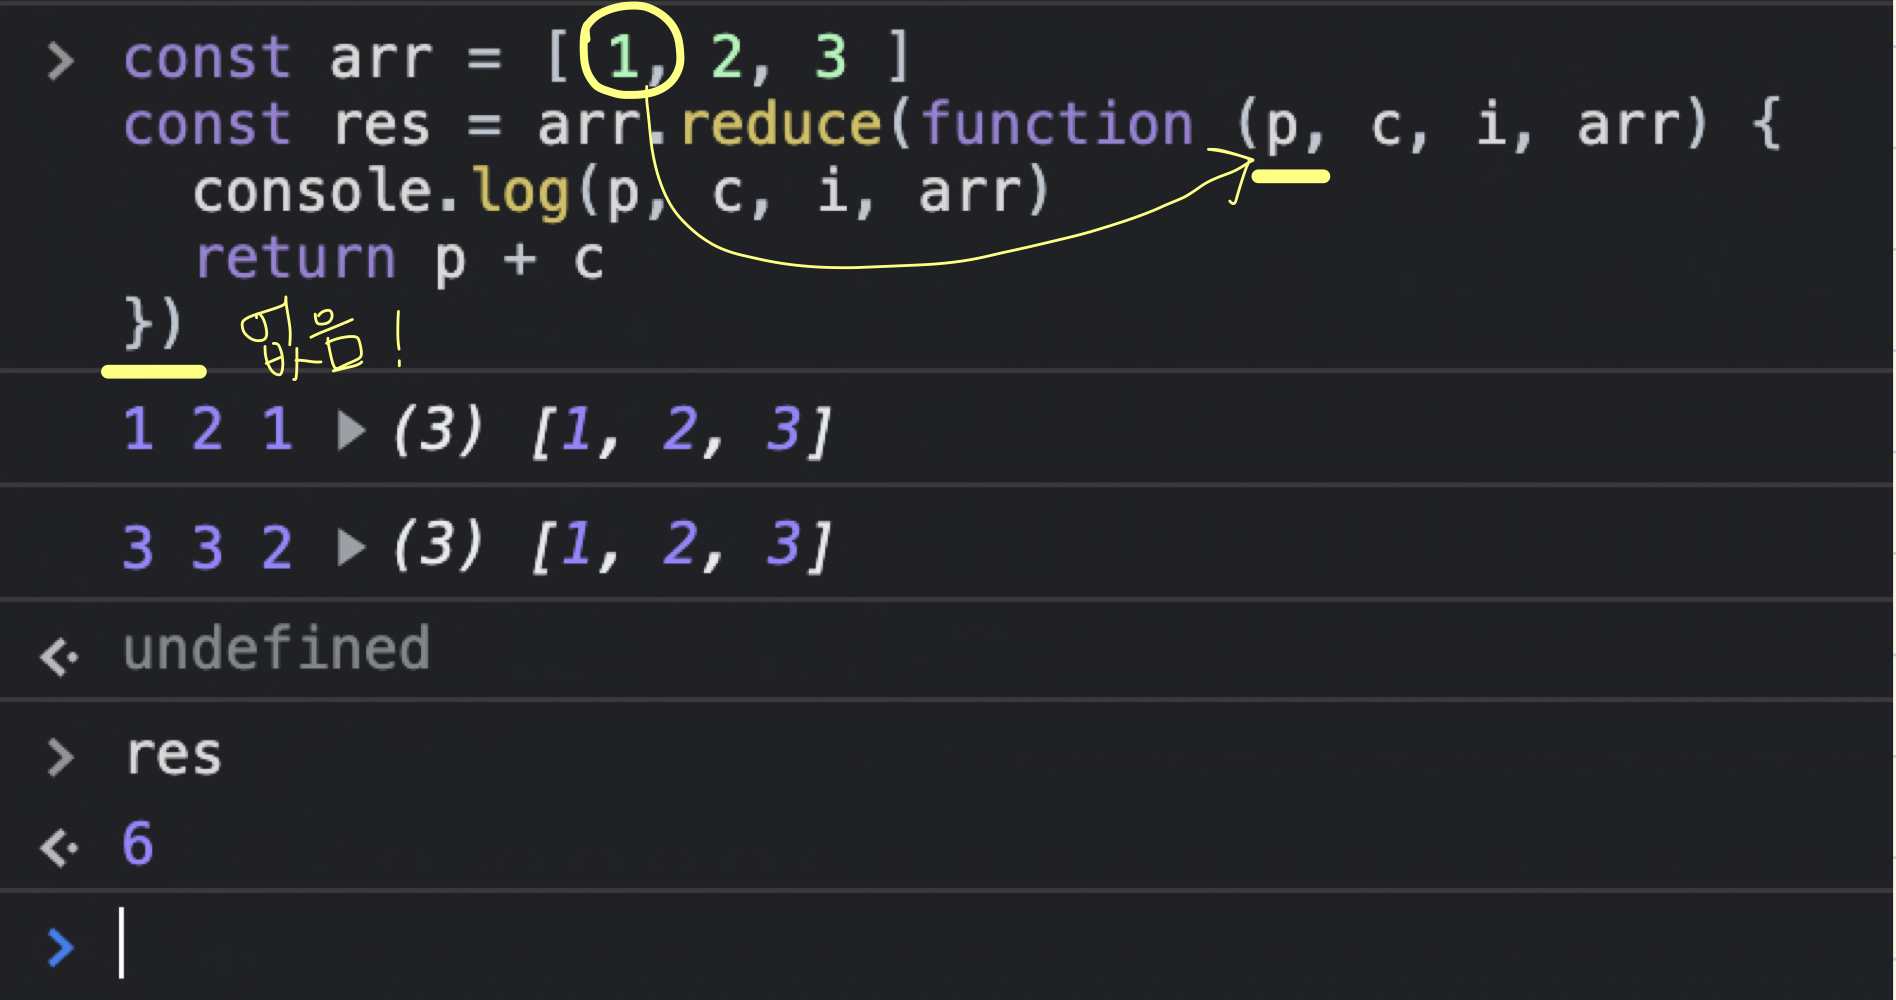 const arr = [ 1, 2, 3 ]
const res = arr.reduce(function (p, c, i, arr) {
console.log(p, c, i, arr)
return p + c
})
없음!
1 2 1 ▶ (3) [1, 2, 3]
3 3 2 ▶ (3) [1, 2, 3]
undefined
res
6